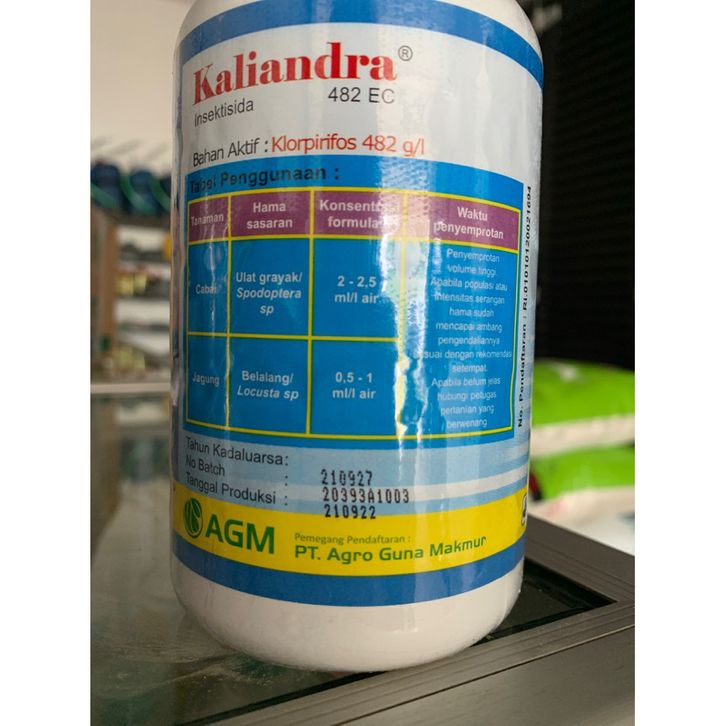 Kaliandra®
Insektisida 482 EC
Bahan Aktif : Klorpirifos 482 g/l
Tabel Penggunaan :
Tanaman
Hama
sasaran
Konsentrasi
formulasi
Waktu
penyemprotan
Cabai
Ulat grayak/
Spodoptera
sp
2 - 2,5
ml/l air
Jagung
Belalang/
Locusta sp
0,5 - 1
ml/l air
Penyemprotan
volume tinggi.
Apabila populasi atau
intensitas serangan
hama sudah
mencapai ambang
pengendaliannya
sesuai dengan rekomendasi
setempat.
Apabila belum jelas
hubungi petugas
pertanian yang
berwenang
No. Pendaftaran : RI.01010120021694
Tahun Kadaluarsa: 210927
No Batch : 20393A1003
Tanggal Produksi : 210922
AGM
Pemegang Pendaftaran :
PT. Agro Guna Makmur